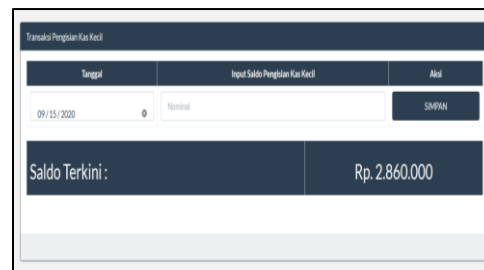 Transaksi Pengisian Kas Kecil
Tanggal Input Saldo Pengisian Kas Kecil Aksi
09/15/2020 Nominal SIMPAN
Saldo Terkini : Rp. 2.860.000